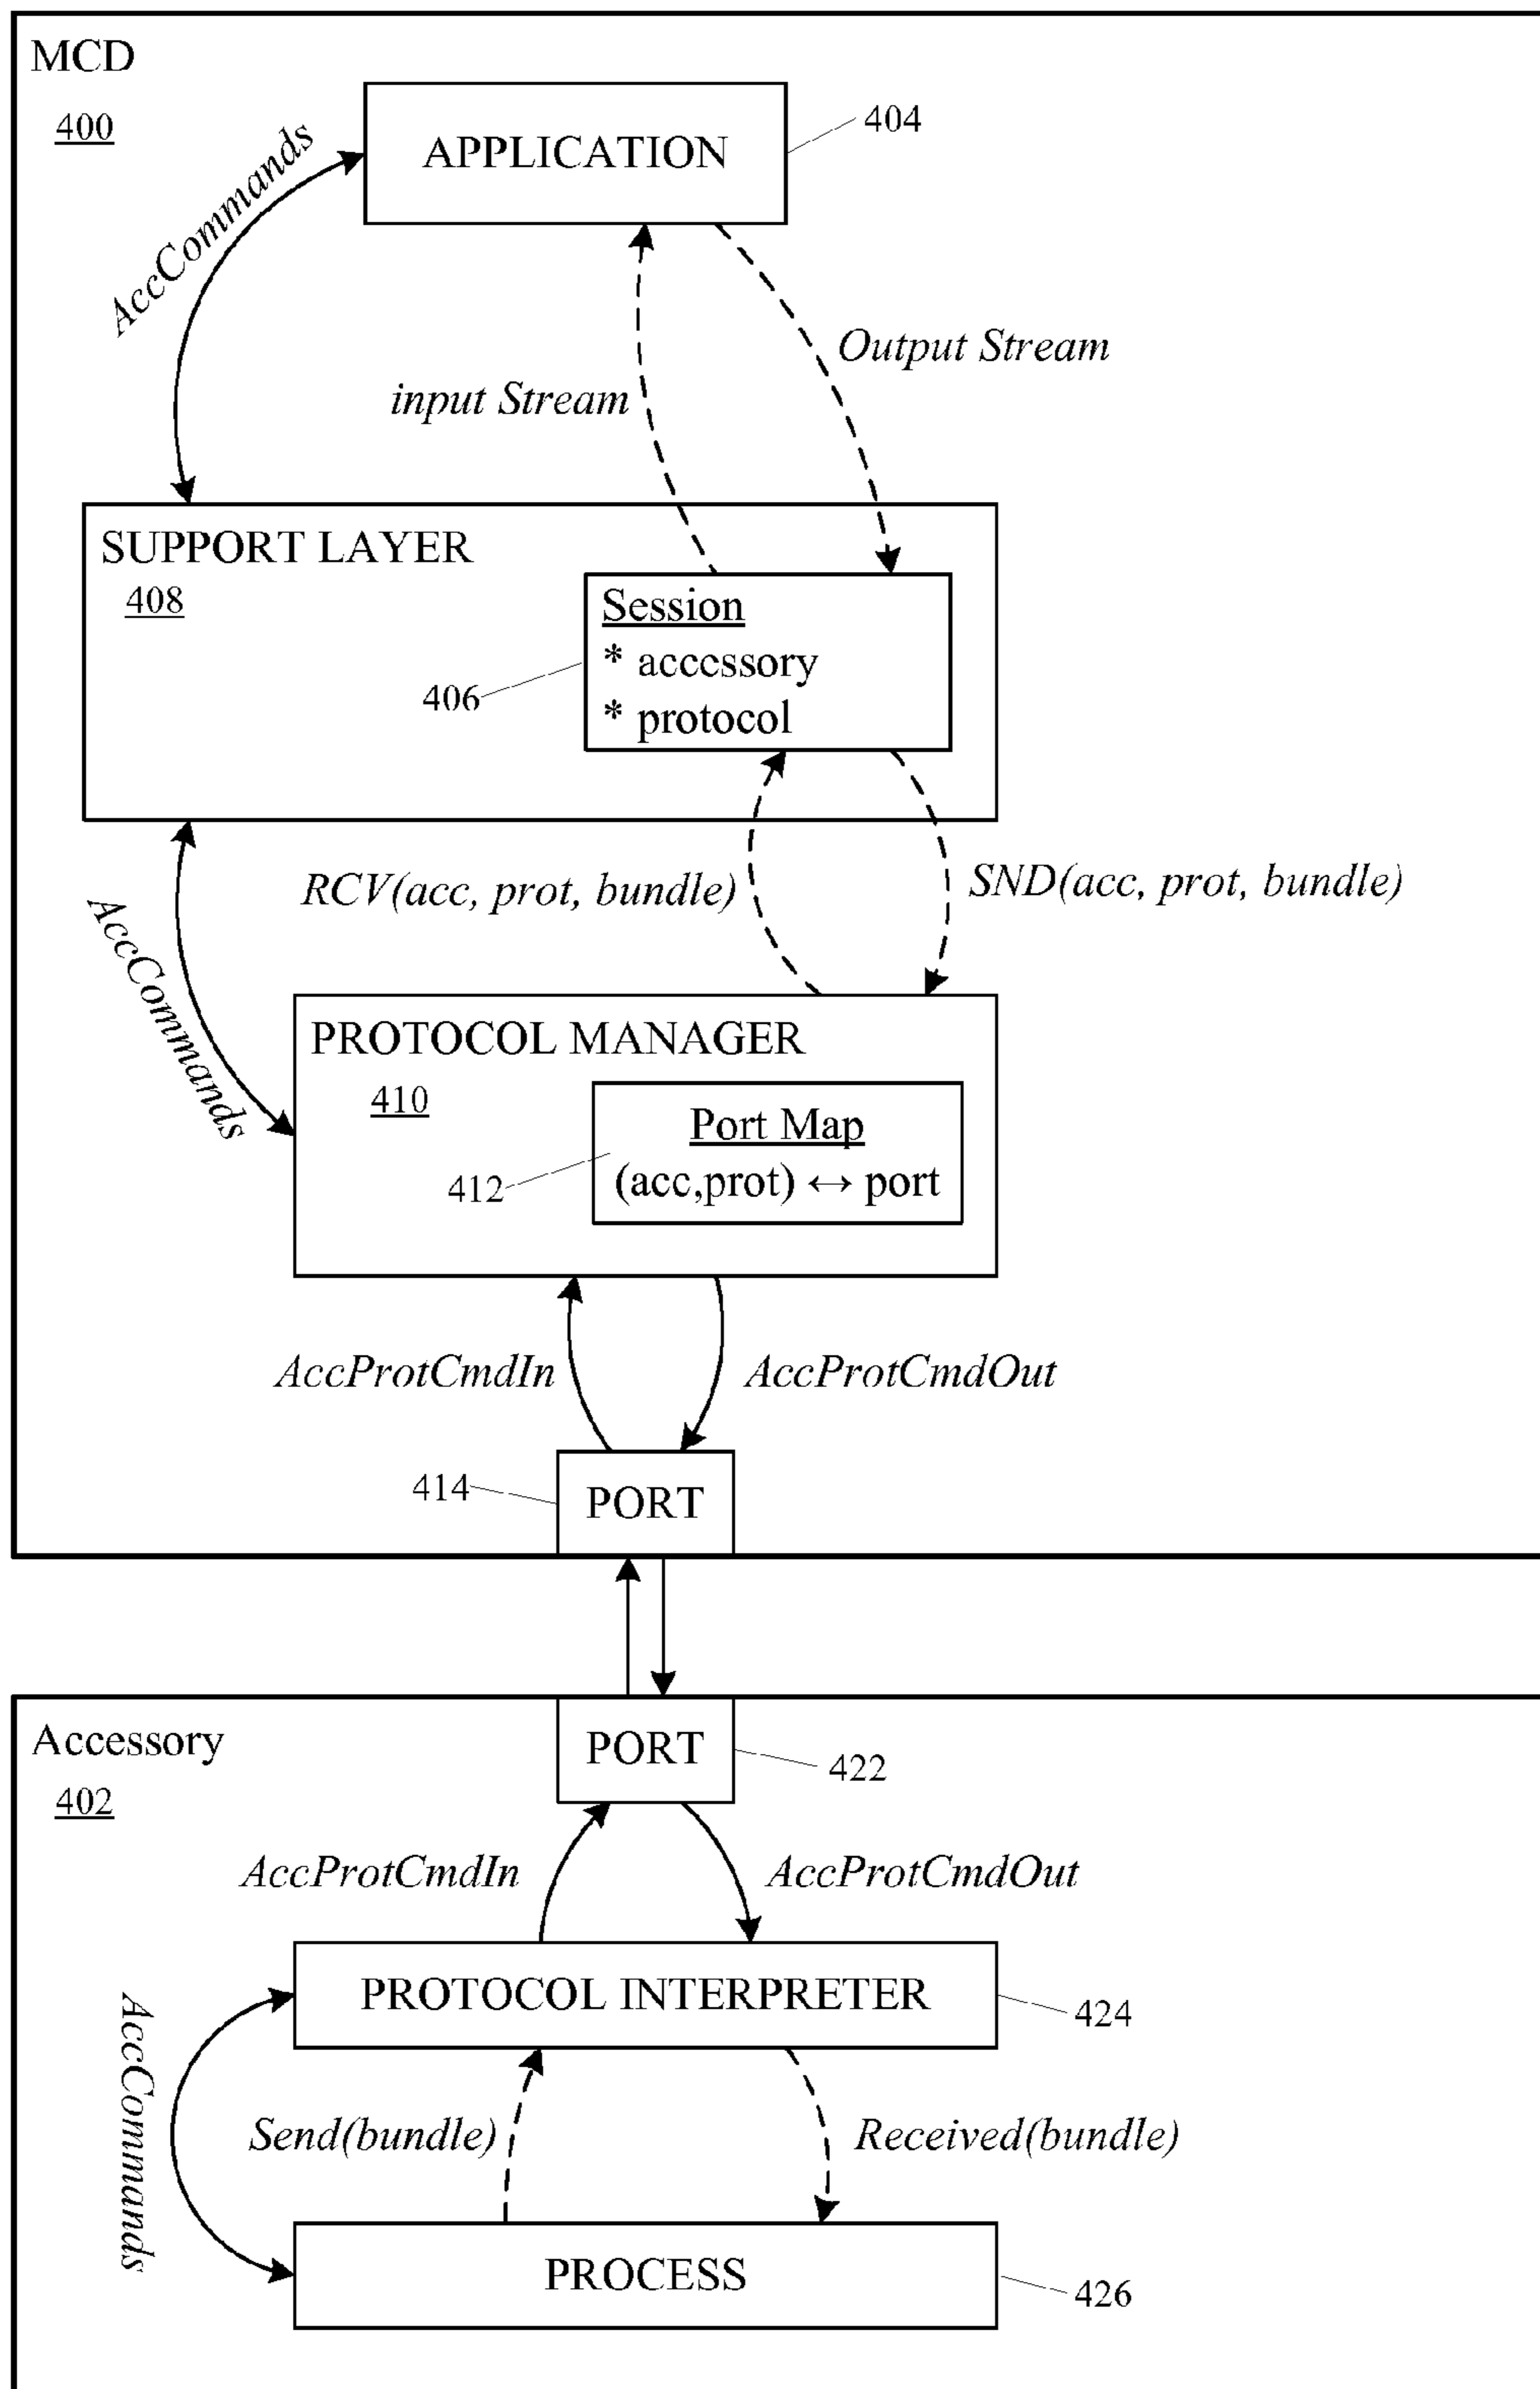 MCD
400
APPLICATION
404
AccCommands
Output Stream
input Stream
SUPPORT LAYER
408
Session
* acccssory
* protocol
406
RCV(acc, prot, bundle)
SND(acc, prot, bundle)
AccCommands
PROTOCOL MANAGER
410
Port Map
(acc,prot) ↔ port
412
AccProtCmdIn
AccProtCmdOut
414
PORT
Accessory
402
PORT
422
AccProtCmdIn
AccProtCmdOut
PROTOCOL INTERPRETER
424
AccCommands
Send(bundle)
Received(bundle)
PROCESS
426